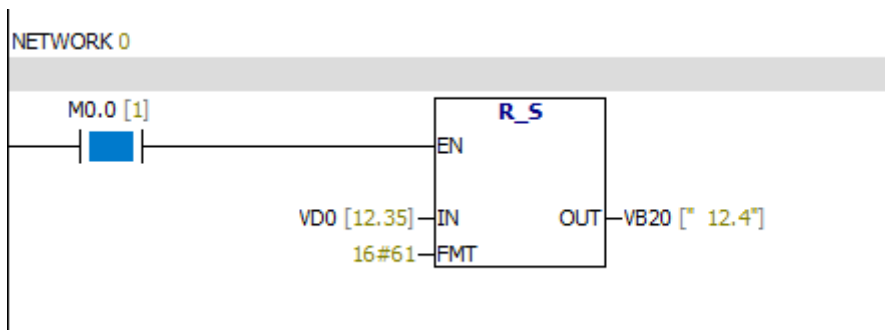 NETWORK 0
M0.0 [1]
R_S
EN
VD0 [12.35] IN OUT VB20 ["  12.4"]
16#61 FMT